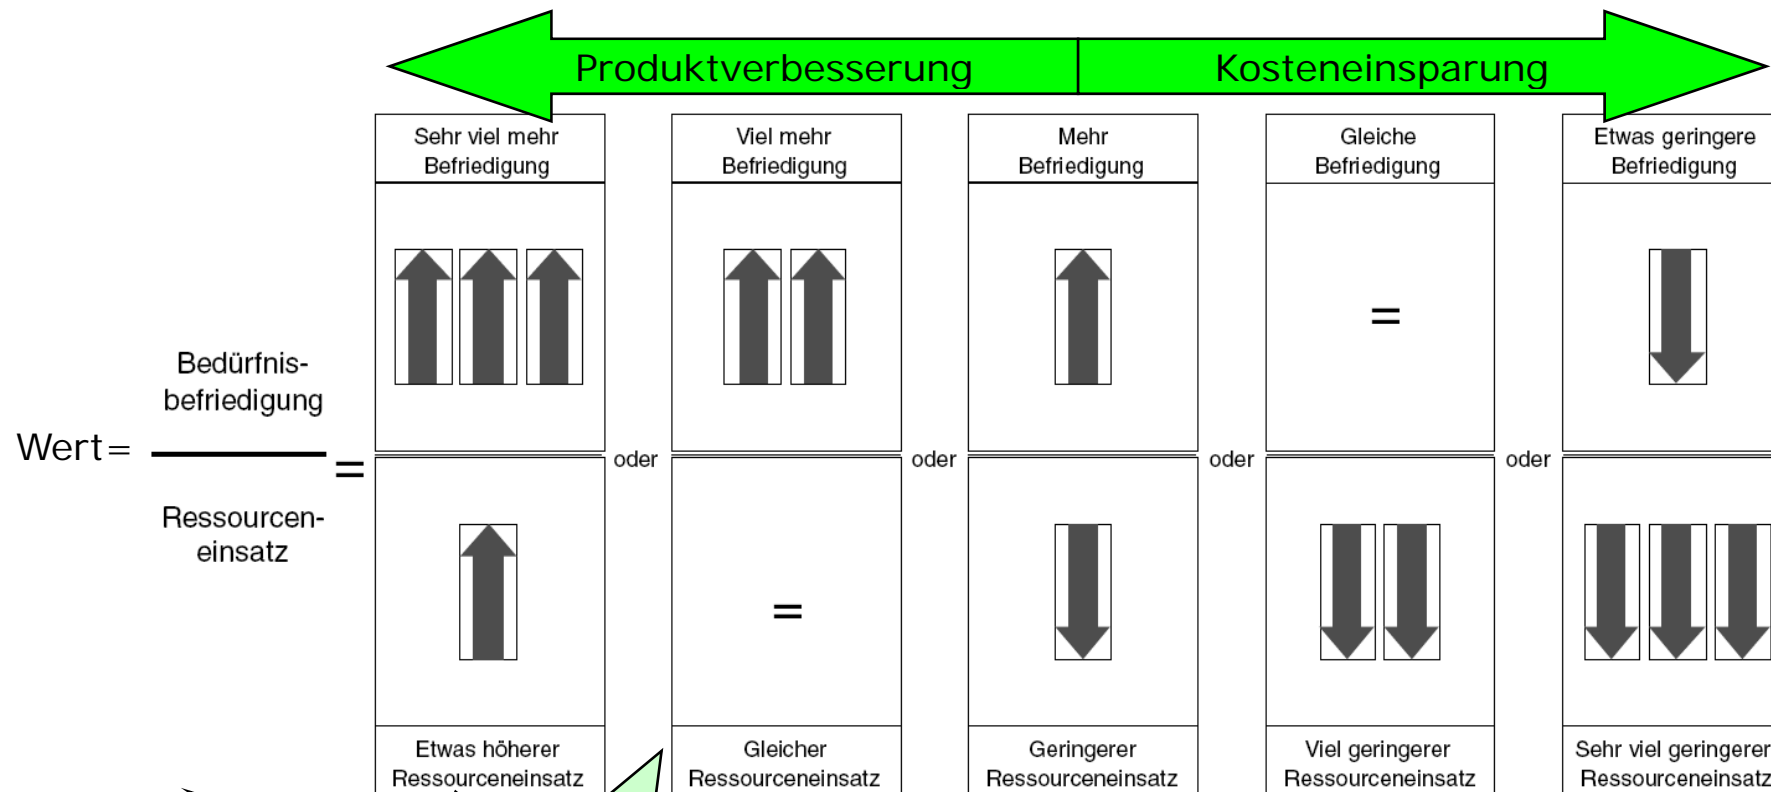 Produktverbesserung
Kosteneinsparung
Sehr viel mehr
Befriedigung
Viel mehr
Befriedigung
Mehr
Befriedigung
Gleiche
Befriedigung
Etwas geringere
Befriedigung
=
Bedürfnis-
befriedigung
Wert=
=
Ressourcen-
einsatz
oder
oder
oder
oder
=
Etwas höherer
Ressourceneinsatz
Gleicher
Ressourceneinsatz
Geringerer
Ressourceneinsatz
Viel geringerer
Ressourceneinsatz
Sehr viel geringerer
Ressourceneinsatz